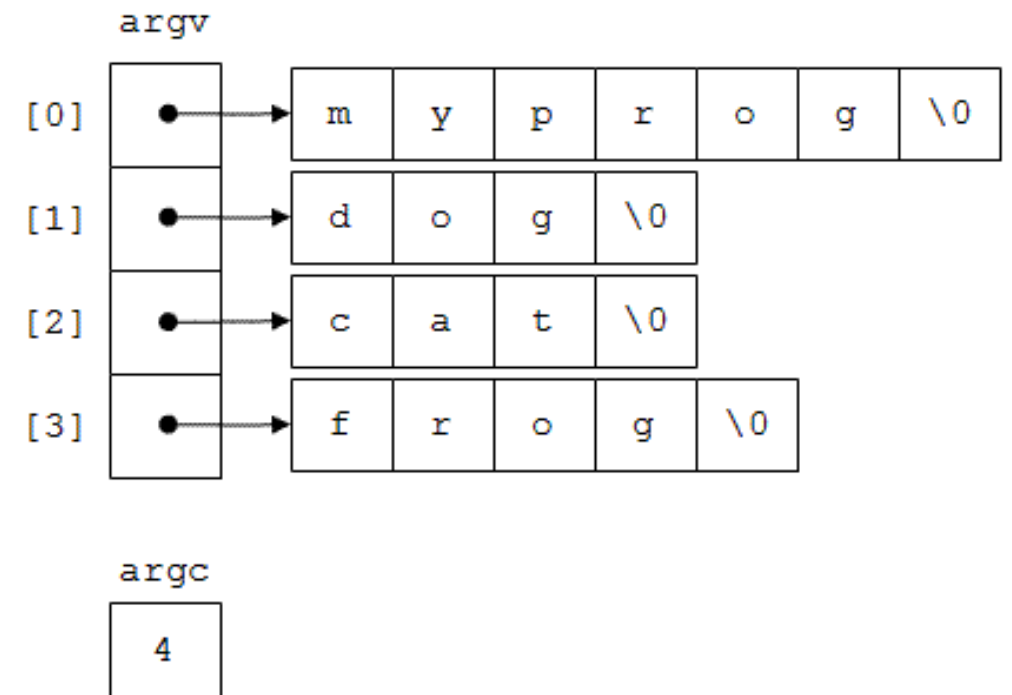 argv
[0] m y p r o g \0
[1] d o g \0
[2] c a t \0
[3] f r o g \0
argc
4